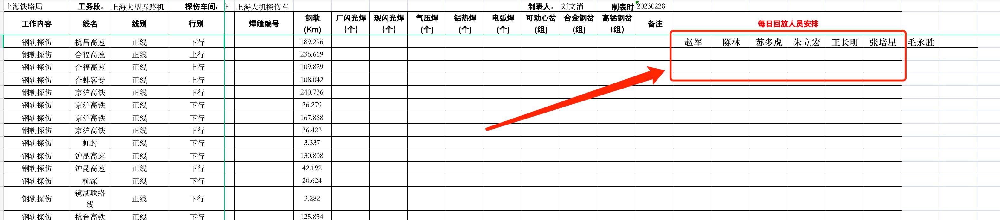 上海铁路局 工务段： 上海大型养路机 探伤车间： 上海大机探伤车 制表人： 刘文消 制表时 20230228
工作内容 线名 线别 行别 焊缝编号 钢轨(Km) 厂闪光焊(个) 现闪光焊(个) 气压焊(个) 铝热焊(个) 电弧焊(个) 可动心岔(组) 合金钢岔(组) 高锰钢岔(组) 备注 每日回放人员安排
钢轨探伤 杭昌高速 正线 下行 189.296 赵军 陈林 苏多虎 朱立宏 王长明 张培星 毛永胜
钢轨探伤 合福高速 正线 上行 236.669
钢轨探伤 合福高速 正线 上行 109.829
钢轨探伤 合蚌客专 正线 上行 108.042
钢轨探伤 京沪高铁 正线 下行 240.736
钢轨探伤 京沪高铁 正线 下行 26.279
钢轨探伤 京沪高铁 正线 下行 167.868
钢轨探伤 京沪高铁 正线 下行 26.423
钢轨探伤 虹封 正线 下行 3.337
钢轨探伤 沪昆高速 正线 下行 130.808
钢轨探伤 沪昆高速 正线 下行 42.192
钢轨探伤 杭深 正线 下行 20.624
钢轨探伤 镜湖联络线 正线 下行 3.282
钢轨探伤 杭台高铁 正线 下行 125.854